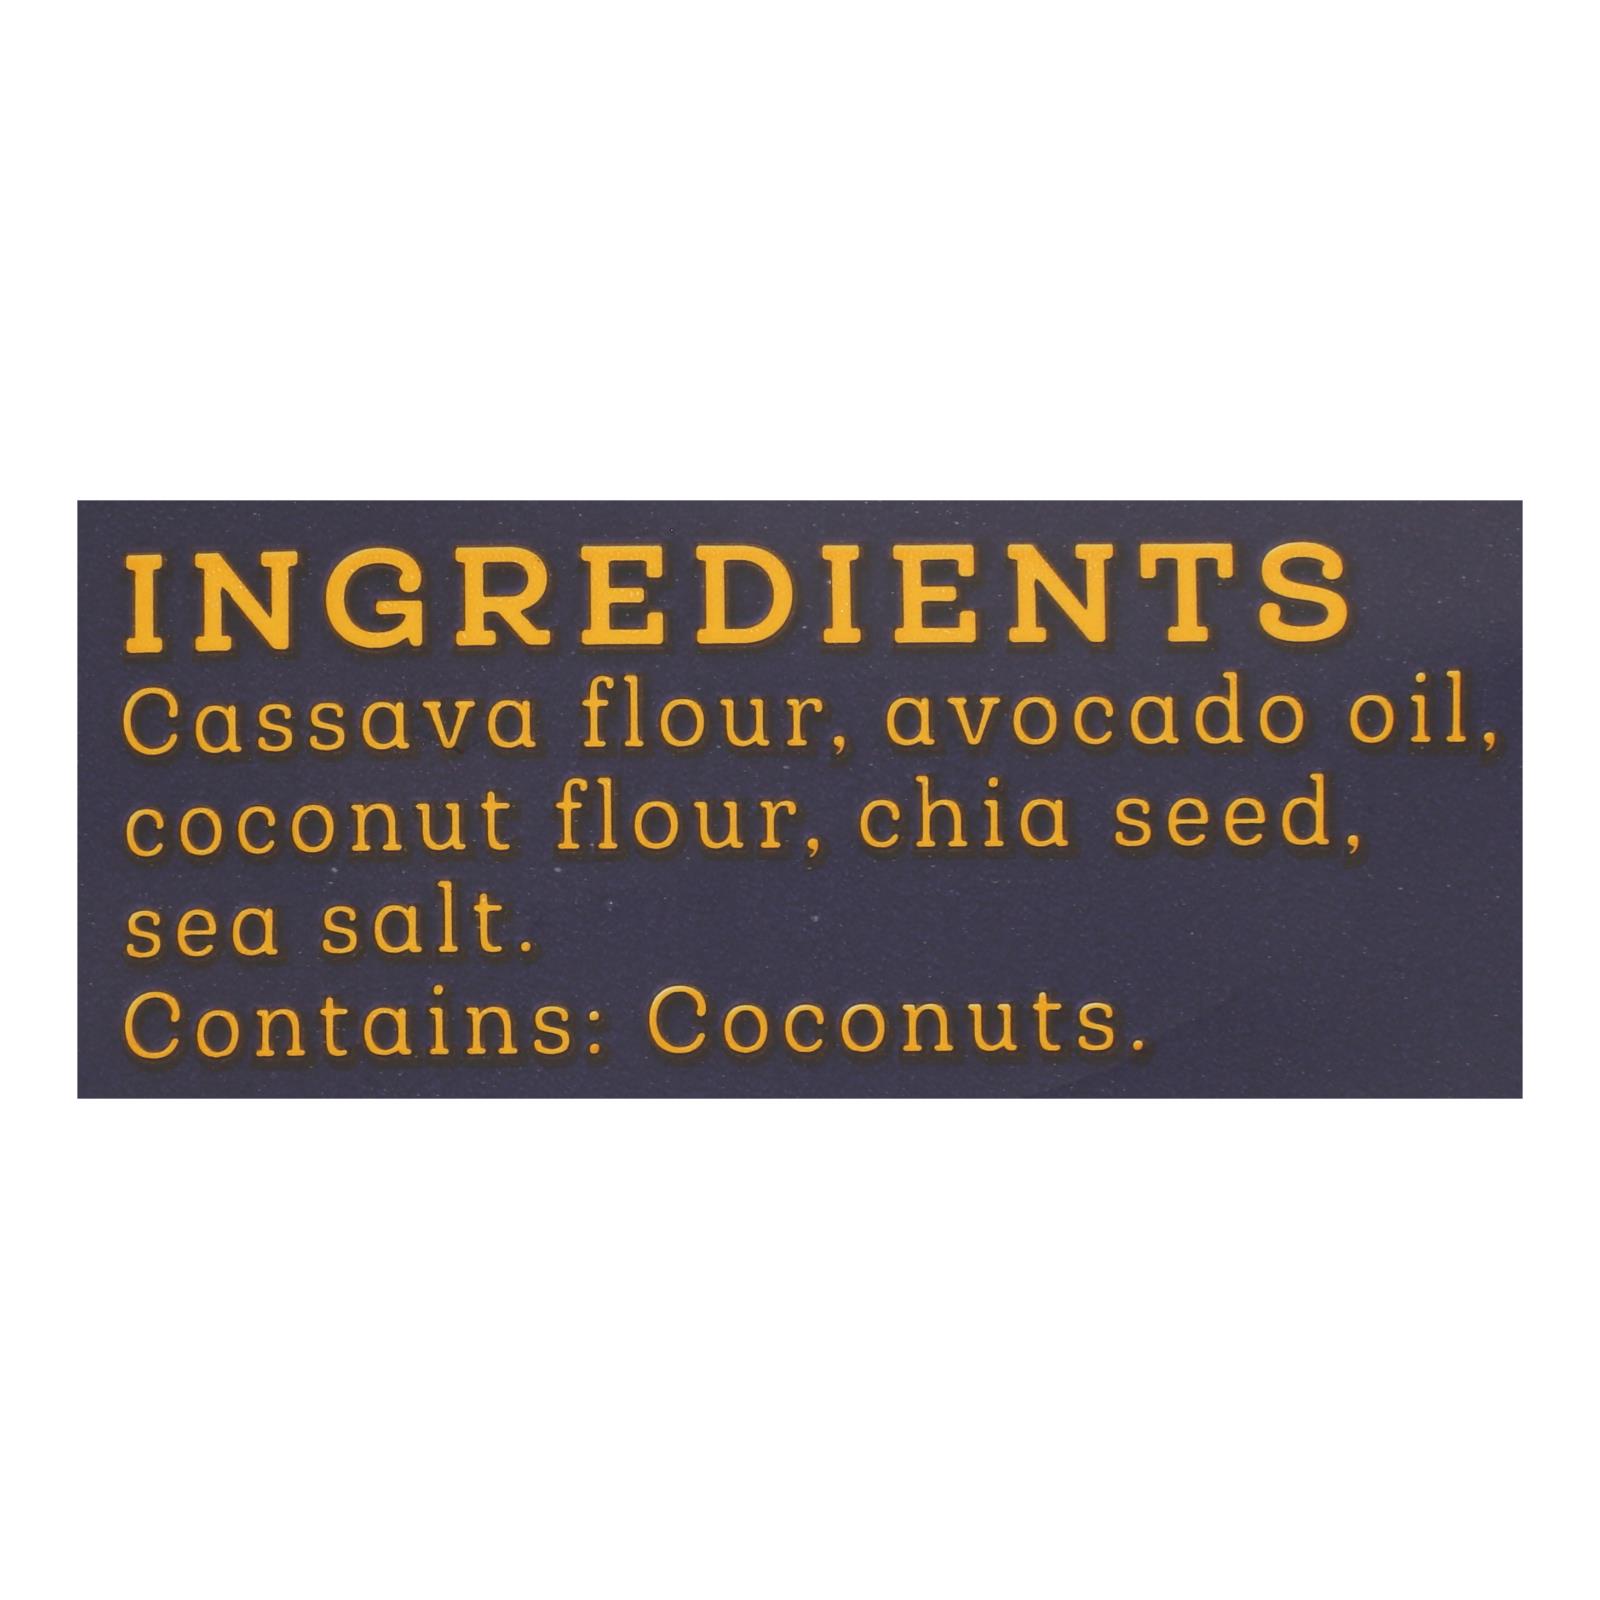 INGREDIENTS
Cassava flour, avocado oil,
coconut flour, chia seed,
sea salt.
Contains: Coconuts.